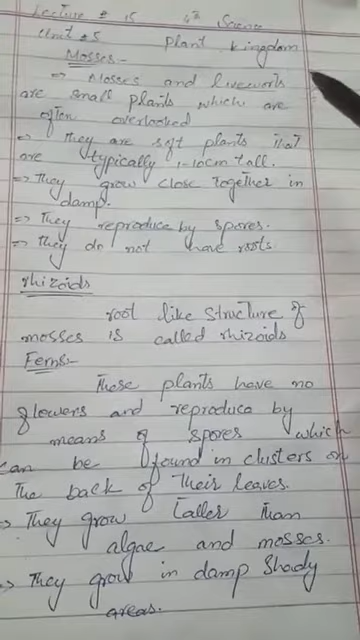 Lecture # 15 4th Science
Unit # 5 plant kingdom
Mosses:-
⇒ Mosses and liveworts
are small plants which are
often overlooked
⇒ They are soft plants that
are typically 1-10cm tall.
⇒ They grow close together in
damp.
⇒ They reproduce by spores.
⇒ They do not have roots
rhizoids
root like structure of
mosses is called rhizoids
Ferns:-
These plants have no
flowers and reproduce by
means of spores which
can be found in clusters on
The back of their leaves.
⇒ They grow taller than
algae and mosses.
⇒ They grow in damp shady
areas.